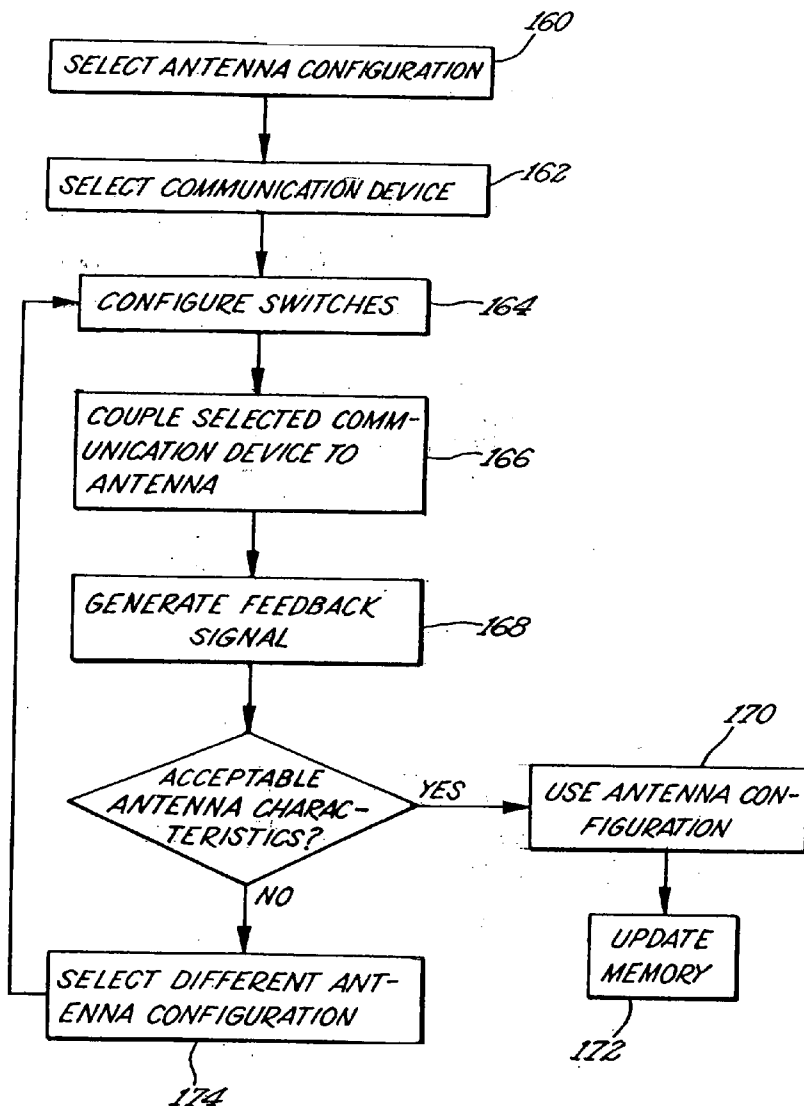 160
SELECT ANTENNA CONFIGURATION
SELECT COMMUNICATION DEVICE
162
CONFIGURE SWITCHES
164
COUPLE SELECTED COMM-
UNICATION DEVICE TO
ANTENNA
166
GENERATE FEEDBACK
SIGNAL
168
ACCEPTABLE
ANTENNA CHARAC-
TERISTICS?
YES
NO
170
USE ANTENNA CON-
FIGURATION
UPDATE
MEMORY
172
SELECT DIFFERENT ANT-
ENNA CONFIGURATION
174